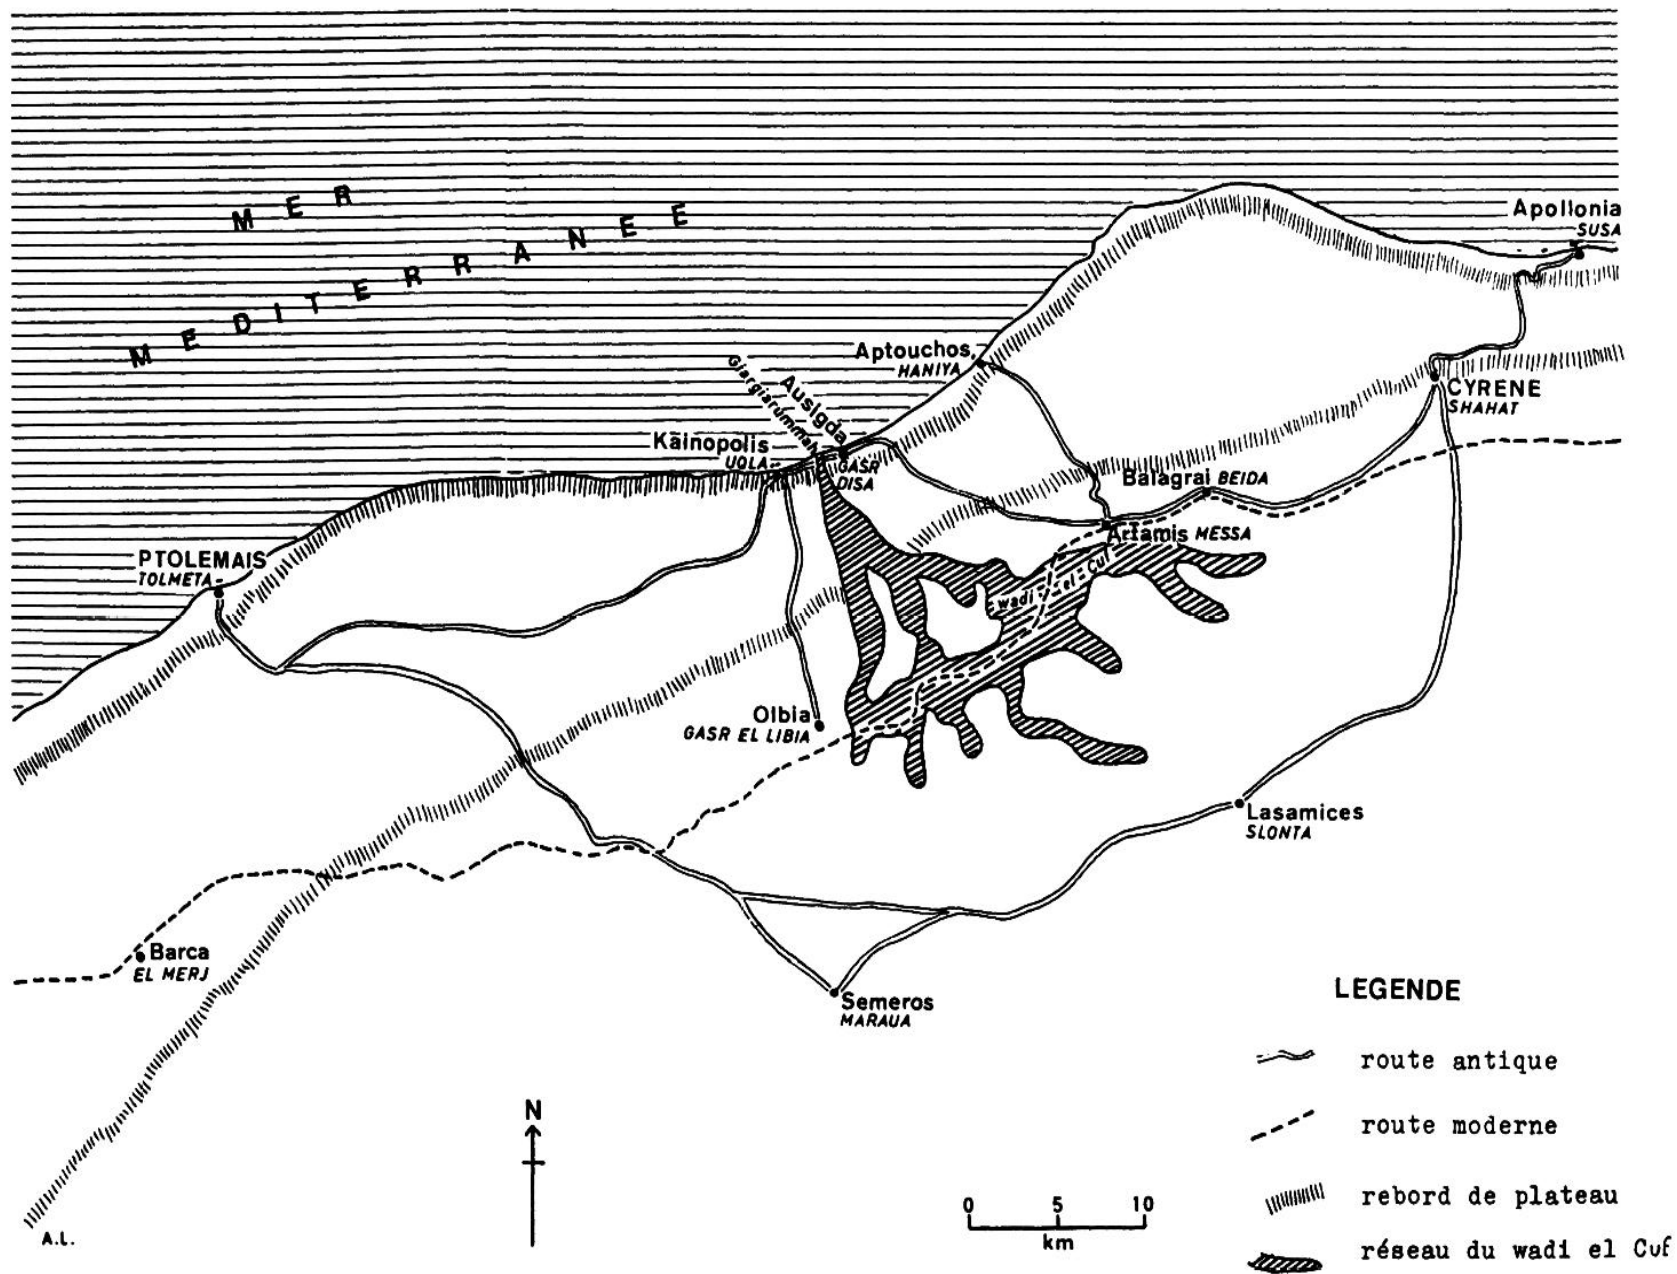 MER
MEDITERRANEE
Apollonia
SUSA
Aptouchos
HANIYA
Giargiarummah
Ausigda
GASR
DISA
Kainopolis
UQLA
CYRENE
SHAHAT
Balagrai BEIDA
Artamis MESSA
wadi el Cuf
PTOLEMAIS
TOLMETA
Olbia
GASR EL LIBIA
Lasamices
SLONTA
Barca
EL MERJ
Semeros
MARAUA
N
0 5 10
km
A.L.
LEGENDE
route antique
route moderne
rebord de plateau
réseau du wadi el Cuf